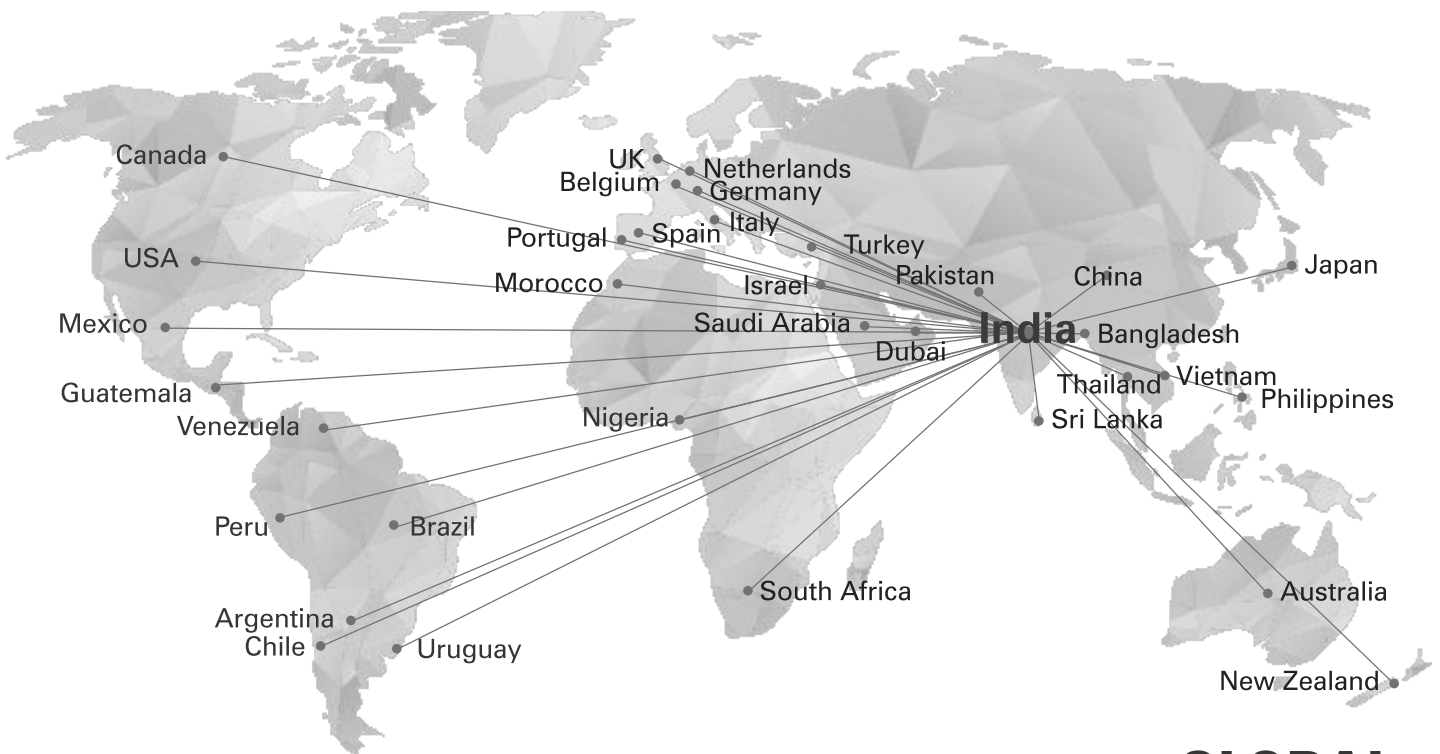 Canada
UK
Netherlands
Belgium
Germany
Italy
Portugal
Spain
Turkey
USA
Morocco
Israel
Pakistan
China
Japan
Mexico
Saudi Arabia
India
Bangladesh
Dubai
Guatemala
Thailand
Vietnam
Philippines
Venezuela
Nigeria
Sri Lanka
Peru
Brazil
South Africa
Australia
Argentina
Chile
Uruguay
New Zealand